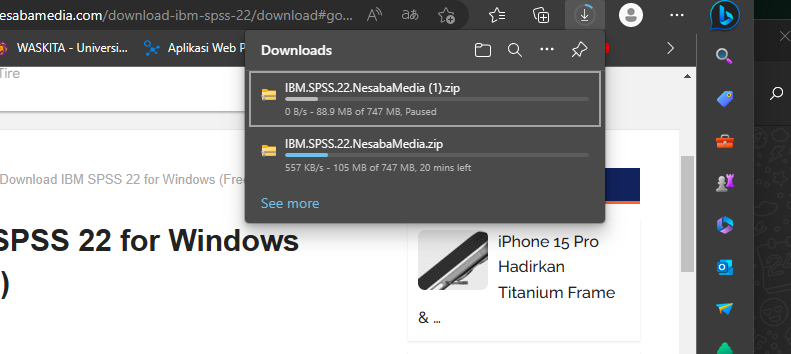 nesabamedia.com/download-ibm-spss-22/download#go...
WASKITA - Universi...
Aplikasi Web P
Downloads
IBM.SPSS.22.NesabaMedia (1).zip
0 B/s - 88.9 MB of 747 MB, Paused
IBM.SPSS.22.NesabaMedia.zip
557 KB/s - 105 MB of 747 MB, 20 mins left
See more
Tire
Download IBM SPSS 22 for Windows (Free
SPSS 22 for Windows
)
iPhone 15 Pro
Hadirkan
Titanium Frame
& ...